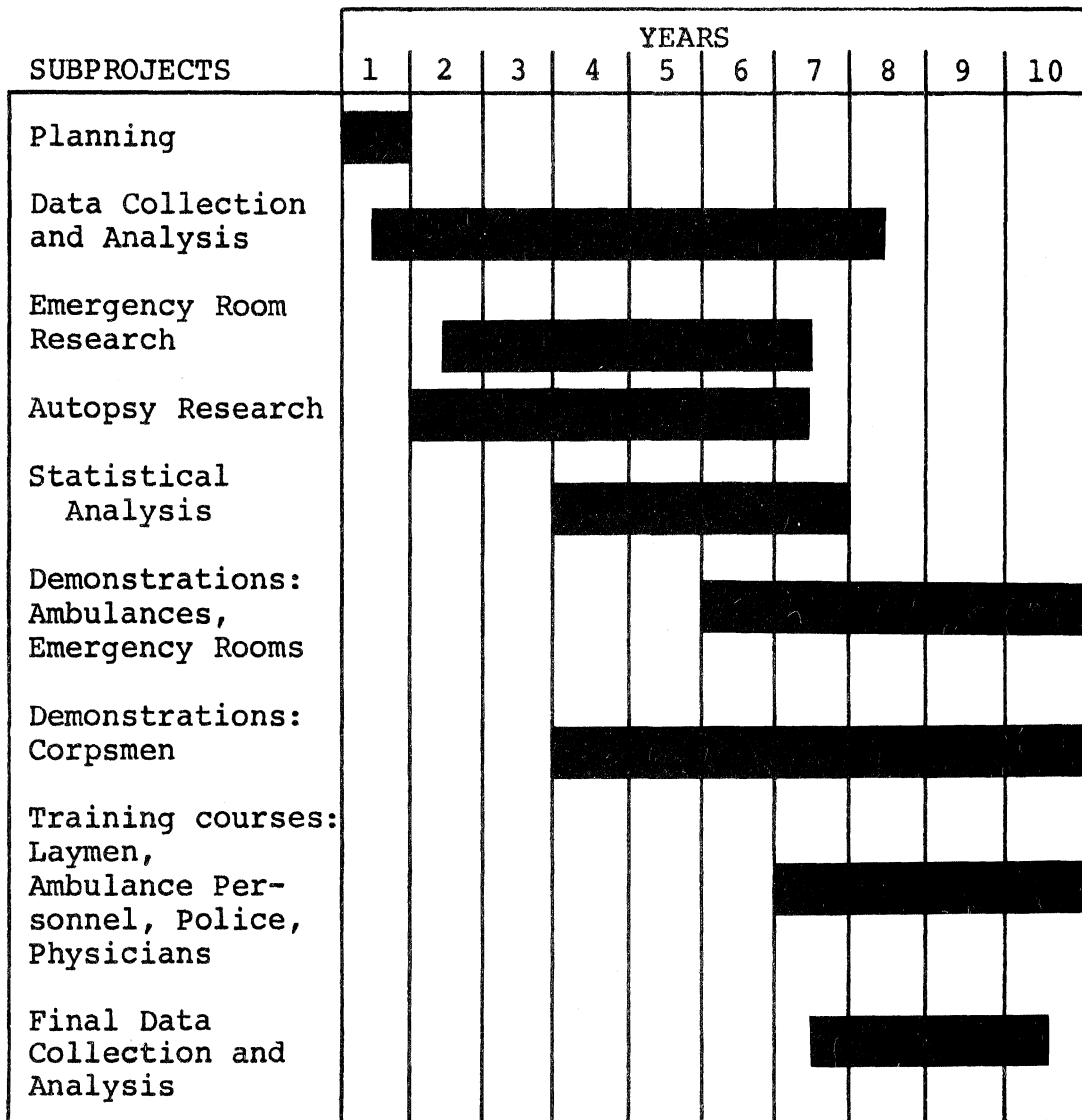 YEARS
SUBPROJECTS 1 2 3 4 5 6 7 8 9 10
Planning
Data Collection
and Analysis
Emergency Room
Research
Autopsy Research
Statistical
Analysis
Demonstrations:
Ambulances,
Emergency Rooms
Demonstrations:
Corpsmen
Training courses:
Laymen,
Ambulance Per-
sonnel, Police,
Physicians
Final Data
Collection and
Analysis